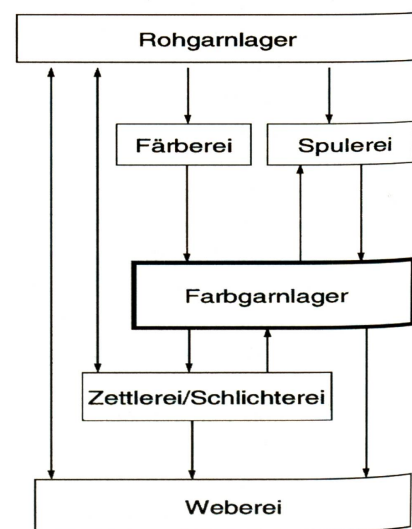 Rohgarnlager
Färberei
Spulerei
Farbgarnlager
Zettlerei/Schlichterei
Weberei